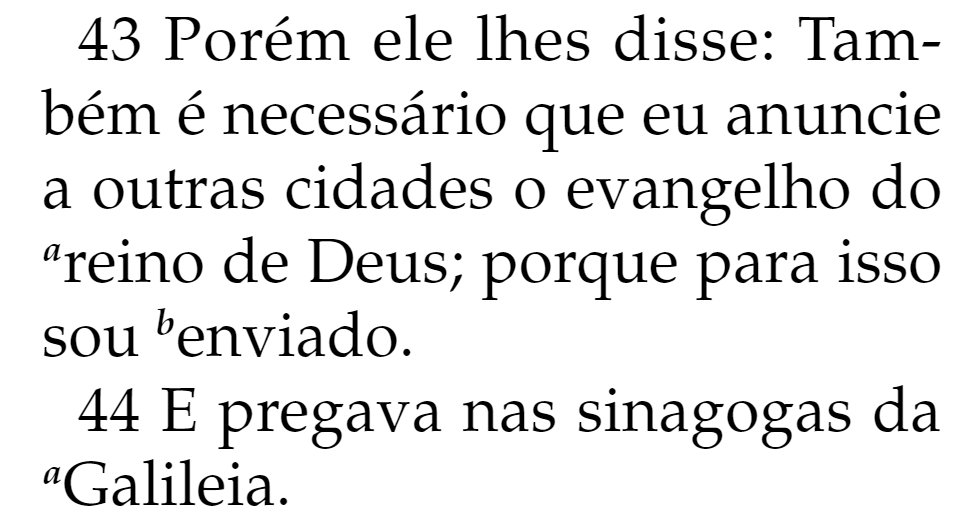 43 Porém ele lhes disse: Tam-
bém é necessário que eu anuncie
a outras cidades o evangelho do
ᵃreino de Deus; porque para isso
sou ᵇenviado.
44 E pregava nas sinagogas da
ᵃGalileia.